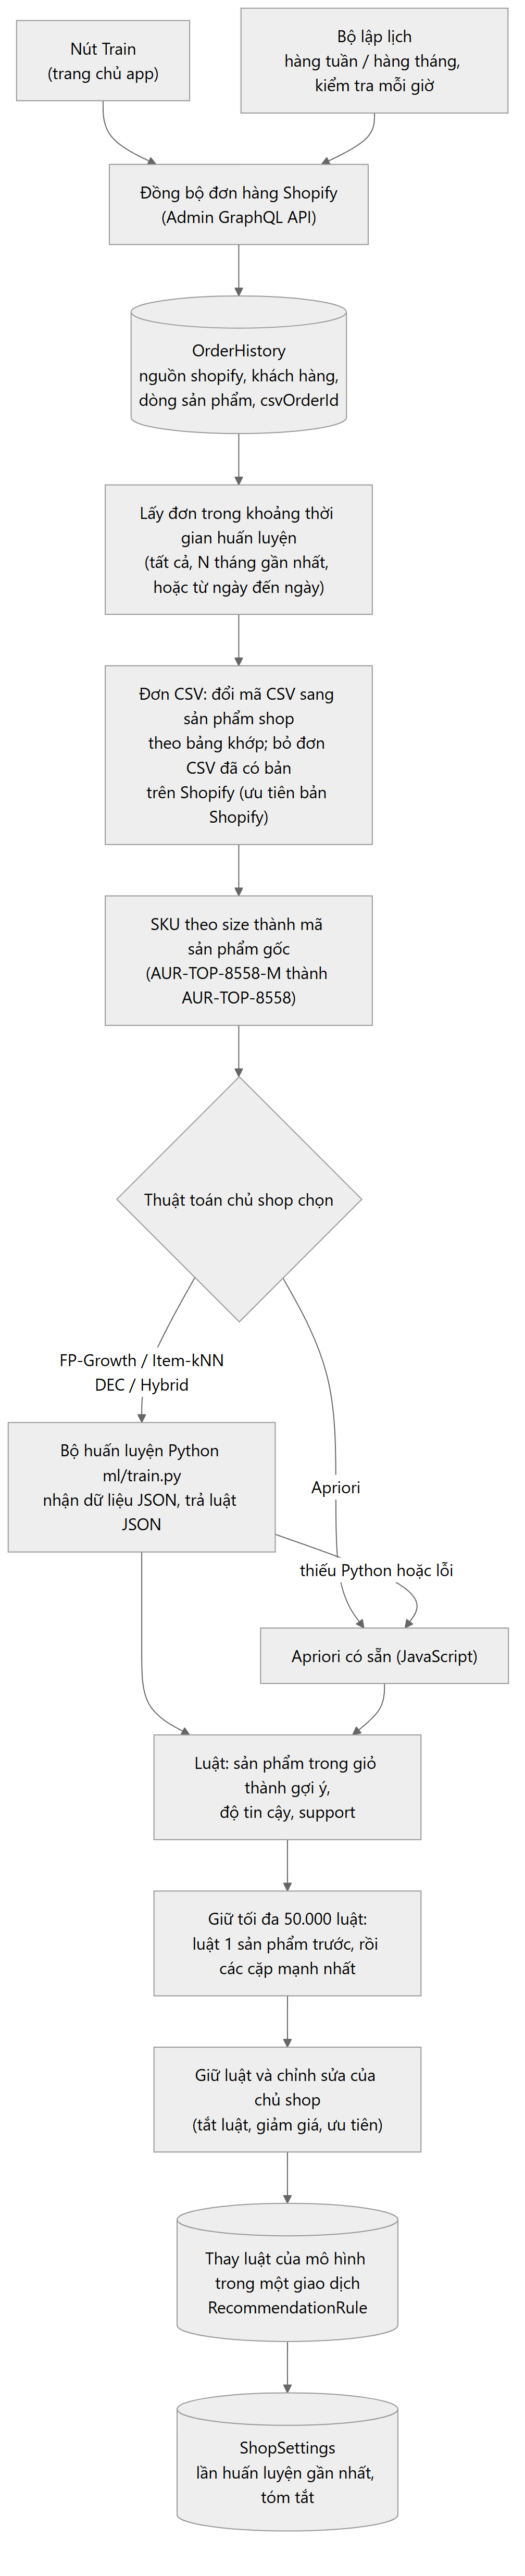 Nút Train
(trang chủ app)
Bộ lập lịch
hàng tuần / hàng tháng,
kiểm tra mỗi giờ
Đồng bộ đơn hàng Shopify
(Admin GraphQL API)
OrderHistory
nguồn shopify, khách hàng,
dòng sản phẩm, csvOrderId
Lấy đơn trong khoảng thời
gian huấn luyện
(tất cả, N tháng gần nhất,
hoặc từ ngày đến ngày)
Đơn CSV: đổi mã CSV sang
sản phẩm shop
theo bảng khớp; bỏ đơn
CSV đã có bản
trên Shopify (ưu tiên bản
Shopify)
SKU theo size thành mã
sản phẩm gốc
(AUR-TOP-8558-M thành
AUR-TOP-8558)
Thuật toán chủ shop chọn
FP-Growth / Item-kNN
DEC / Hybrid
Bộ huấn luyện Python
ml/train.py
nhận dữ liệu JSON, trả luật
JSON
Apriori
thiếu Python hoặc lỗi
Apriori có sẵn (JavaScript)
Luật: sản phẩm trong giỏ
thành gợi ý,
độ tin cậy, support
Giữ tối đa 50.000 luật:
luật 1 sản phẩm trước, rồi
các cặp mạnh nhất
Giữ luật và chỉnh sửa của
chủ shop
(tắt luật, giảm giá, ưu tiên)
Thay luật của mô hình
trong một giao dịch
RecommendationRule
ShopSettings
lần huấn luyện gần nhất,
tóm tắt